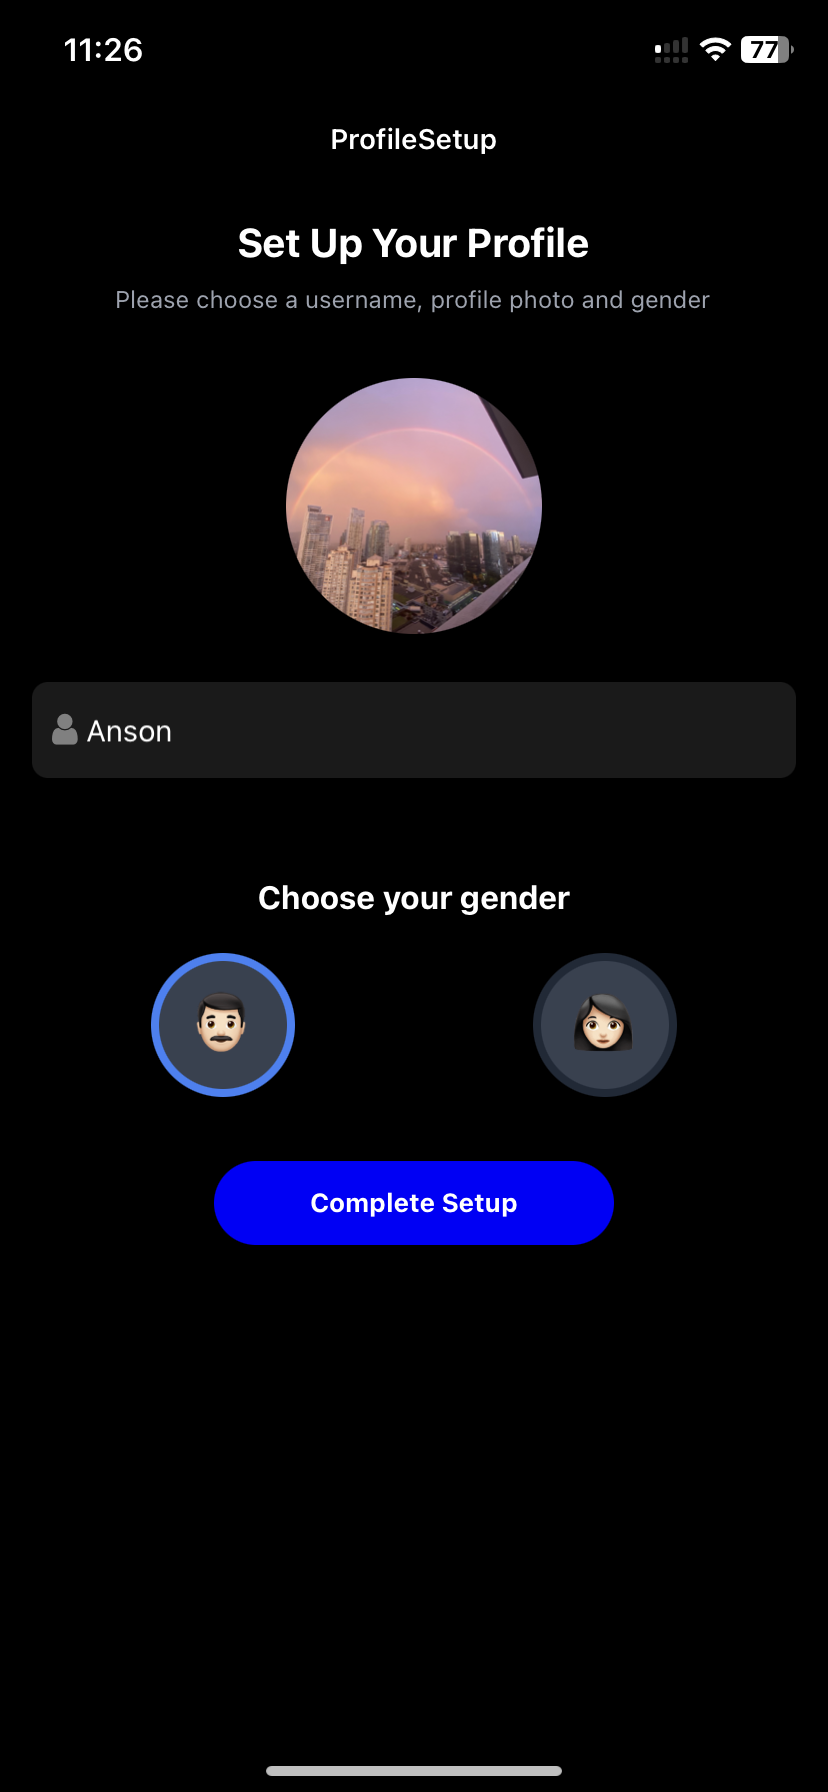 11:26
77
ProfileSetup
Set Up Your Profile
Please choose a username, profile photo and gender
Anson
Choose your gender
Complete Setup